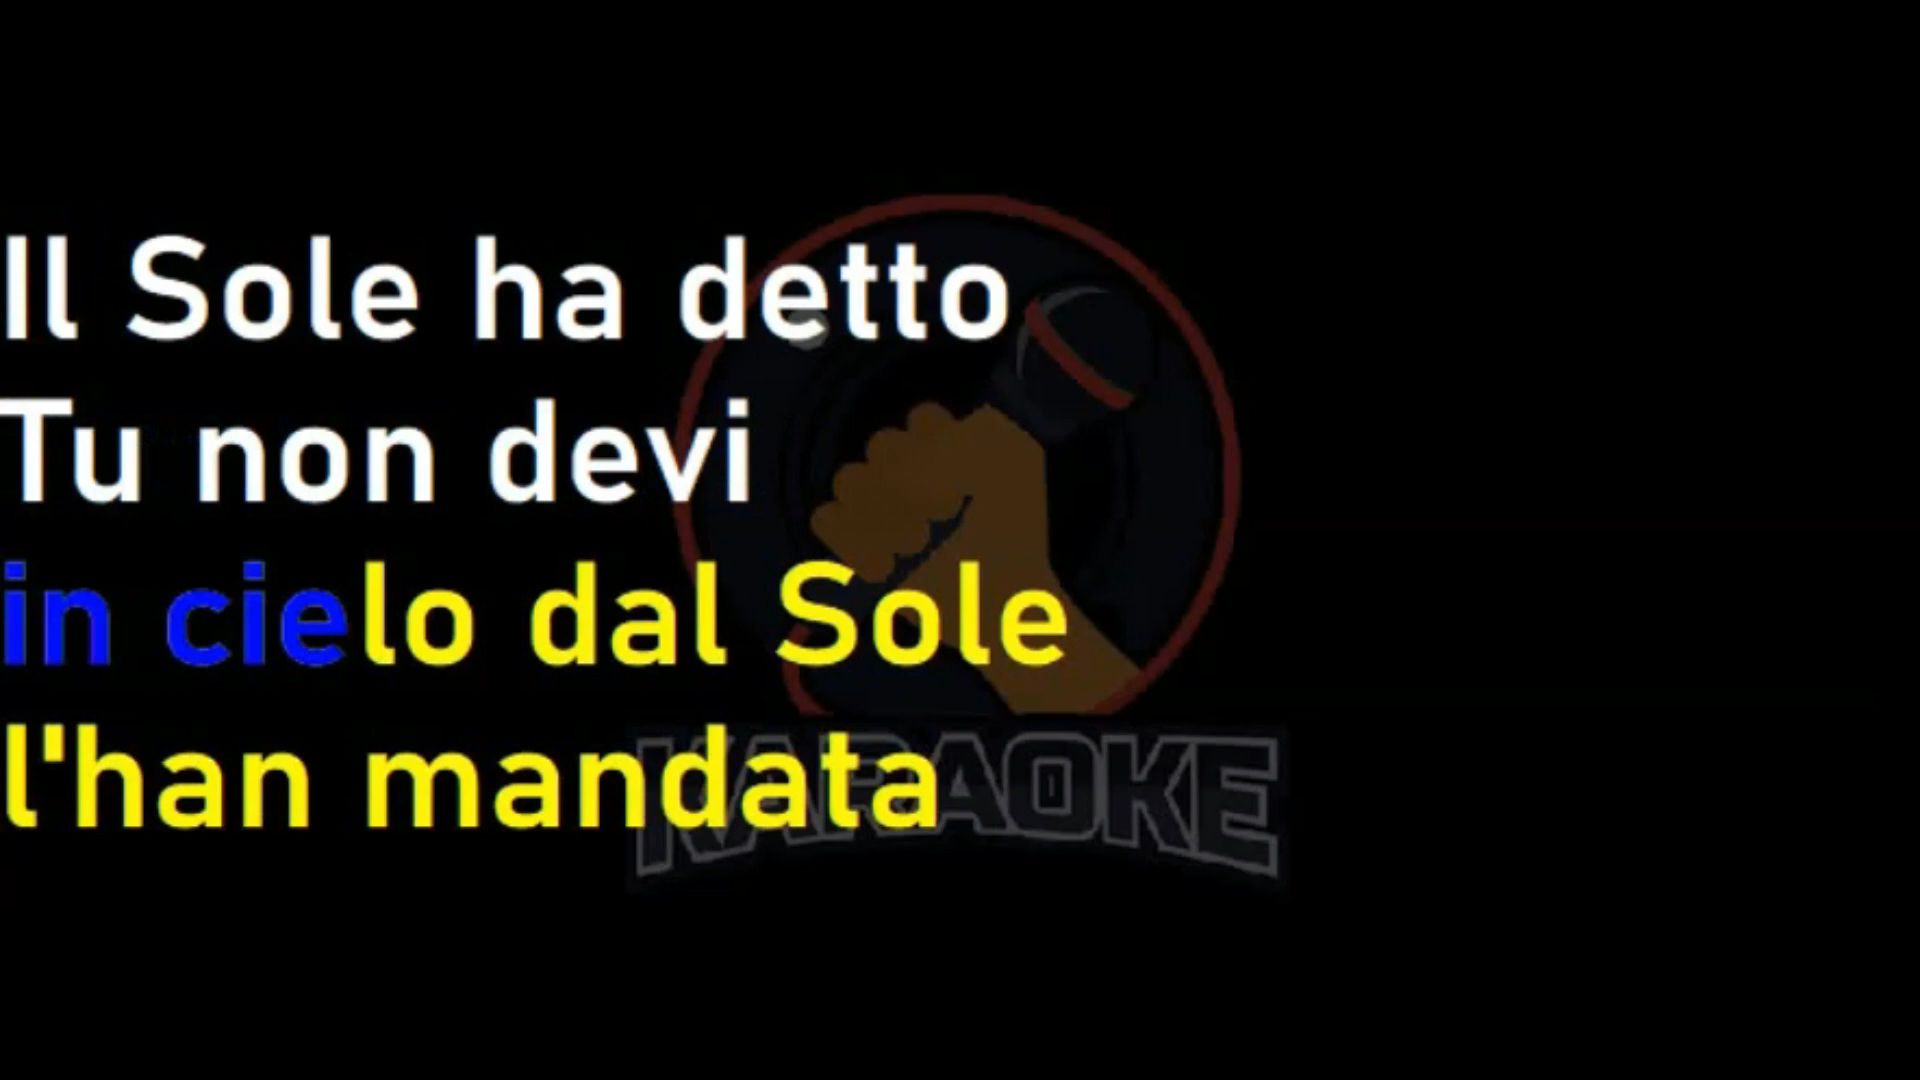 Il Sole ha detto
Tu non devi
in cielo dal Sole
l'han mandata
KARAOKE